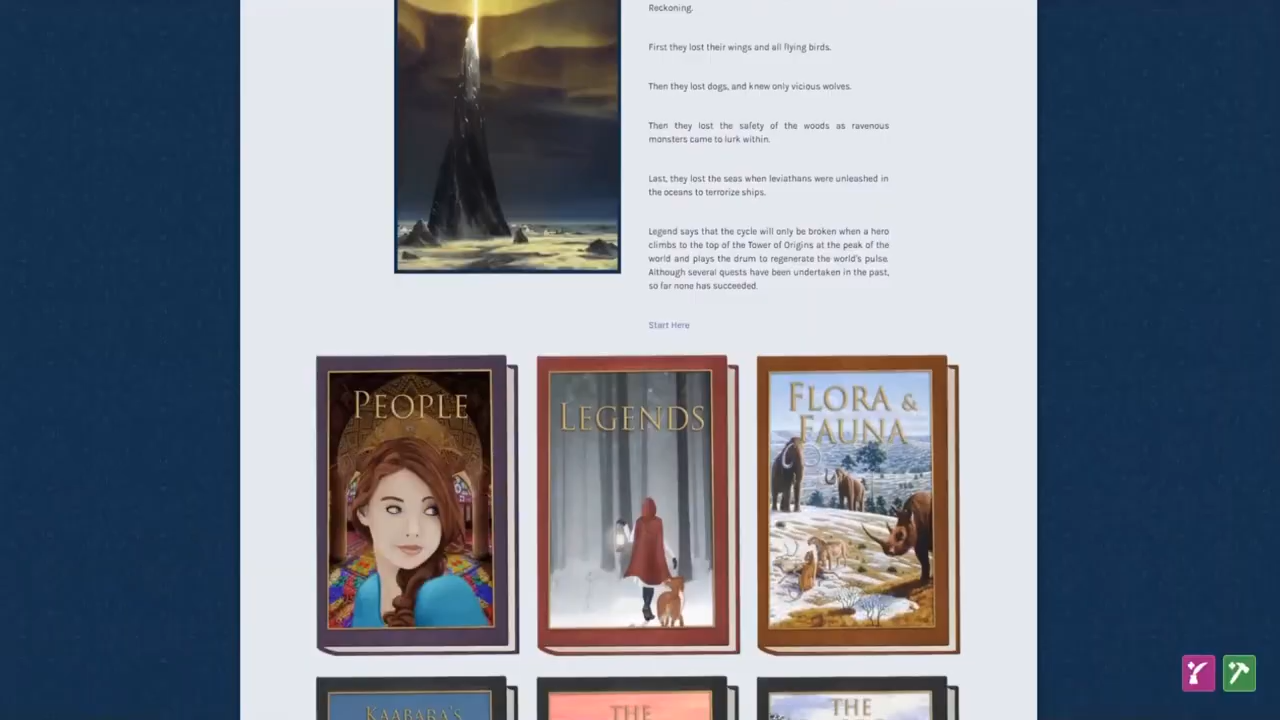 Reckoning.
First they lost their wings and all flying birds.
Then they lost dogs, and knew only vicious wolves.
Then they lost the safety of the woods as ravenous
monsters came to lurk within.
Last, they lost the seas when leviathans were unleashed in
the oceans to terrorize ships.
Legend says that the cycle will only be broken when a hero
climbs to the top of the Tower of Origins at the peak of the
world and plays the drum to regenerate the world's pulse.
Although several quests have been undertaken in the past,
so far none has succeeded.
Start Here
PEOPLE
LEGENDS
FLORA &
FAUNA
KAABARA'S
THE
THE